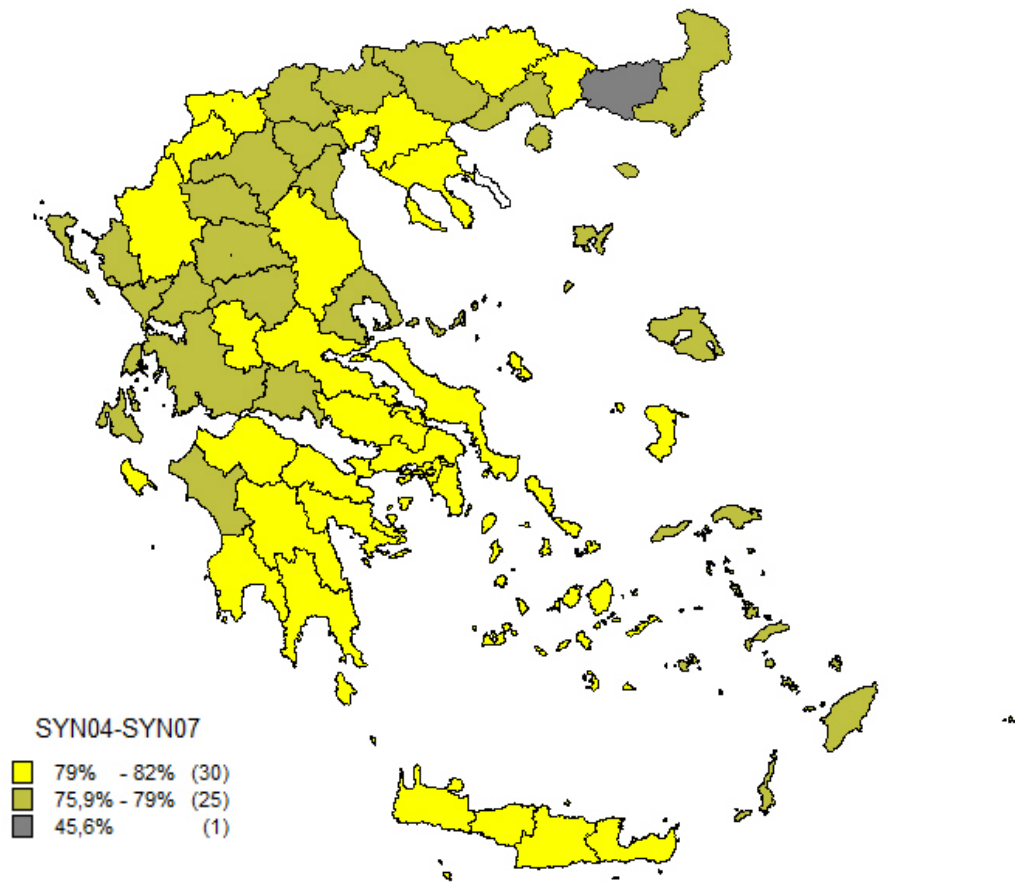 SYN04-SYN07
79% - 82% (30)
75,9% - 79% (25)
45,6% (1)